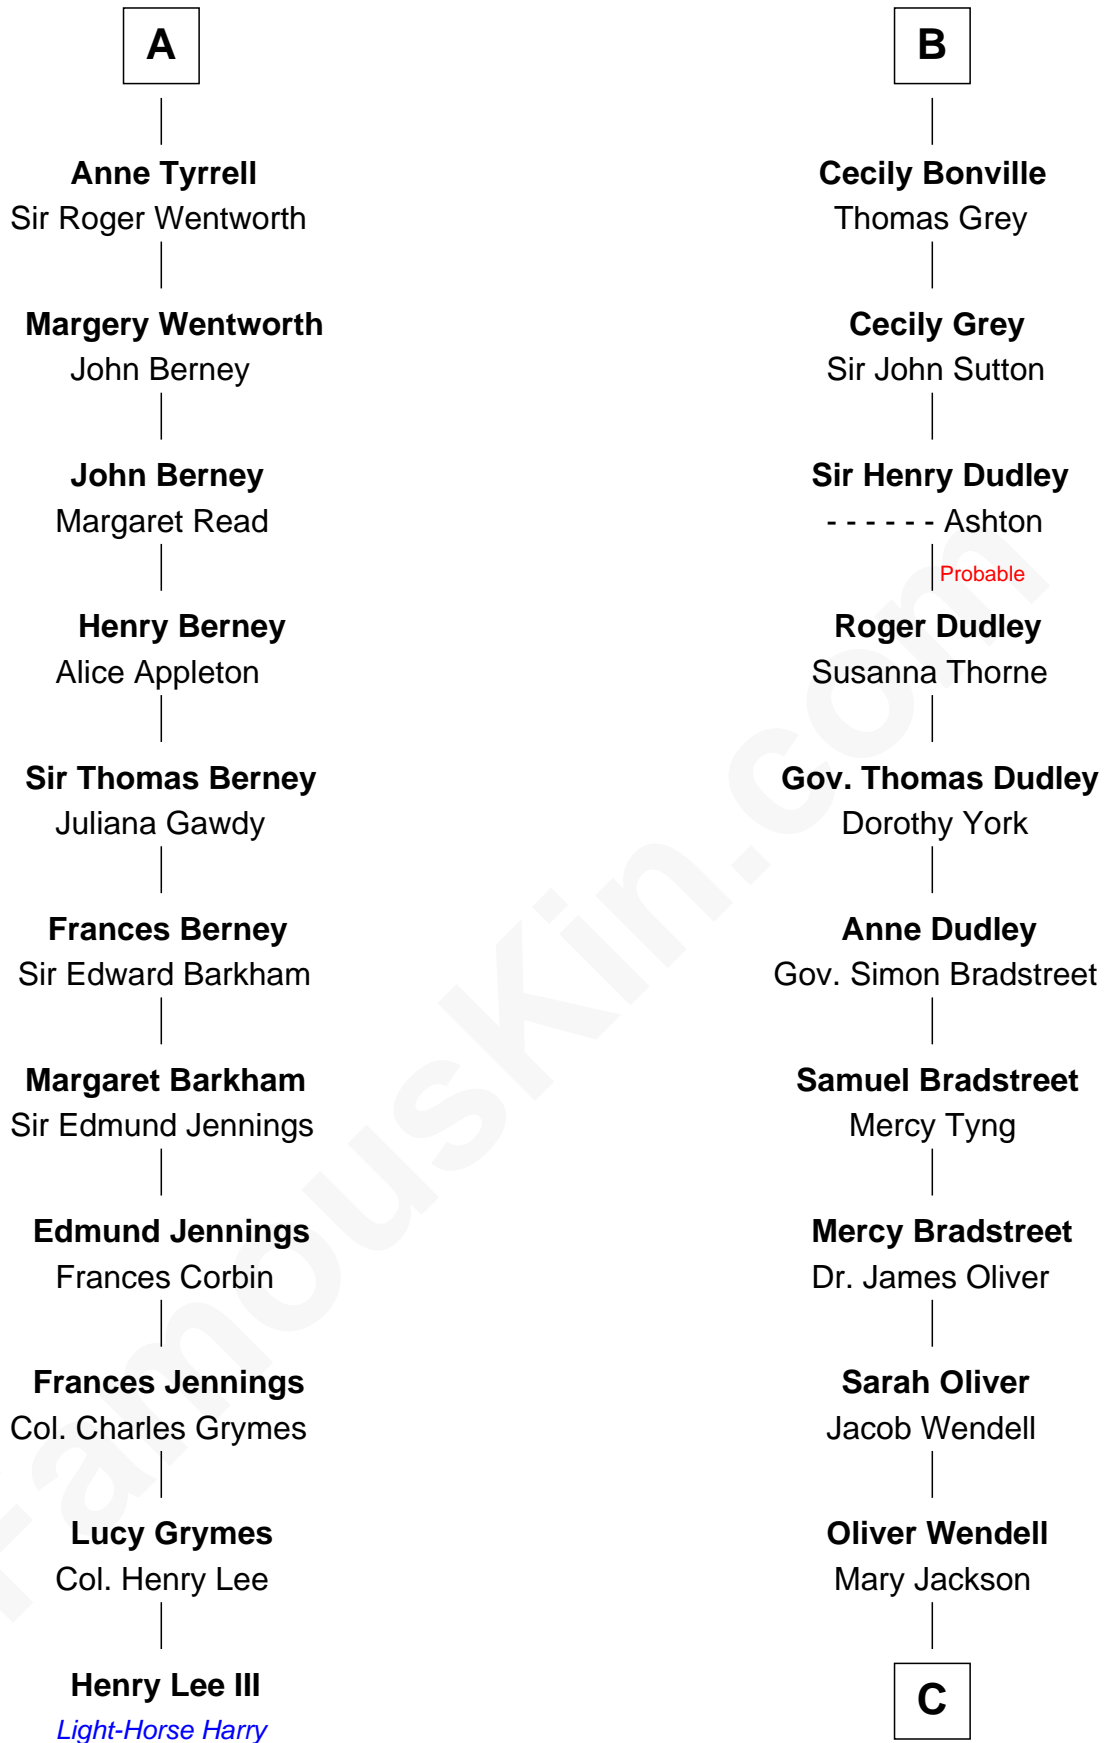 A
Anne Tyrrell
Sir Roger Wentworth
Margery Wentworth
John Berney
John Berney
Margaret Read
Henry Berney
Alice Appleton
Sir Thomas Berney
Juliana Gawdy
Frances Berney
Sir Edward Barkham
Margaret Barkham
Sir Edmund Jennings
Edmund Jennings
Frances Corbin
Frances Jennings
Col. Charles Grymes
Lucy Grymes
Col. Henry Lee
Henry Lee III
Light-Horse Harry
B
Cecily Bonville
Thomas Grey
Cecily Grey
Sir John Sutton
Sir Henry Dudley
- - - - - - Ashton
Probable
Roger Dudley
Susanna Thorne
Gov. Thomas Dudley
Dorothy York
Anne Dudley
Gov. Simon Bradstreet
Samuel Bradstreet
Mercy Tyng
Mercy Bradstreet
Dr. James Oliver
Sarah Oliver
Jacob Wendell
Oliver Wendell
Mary Jackson
C
FamousKin.com